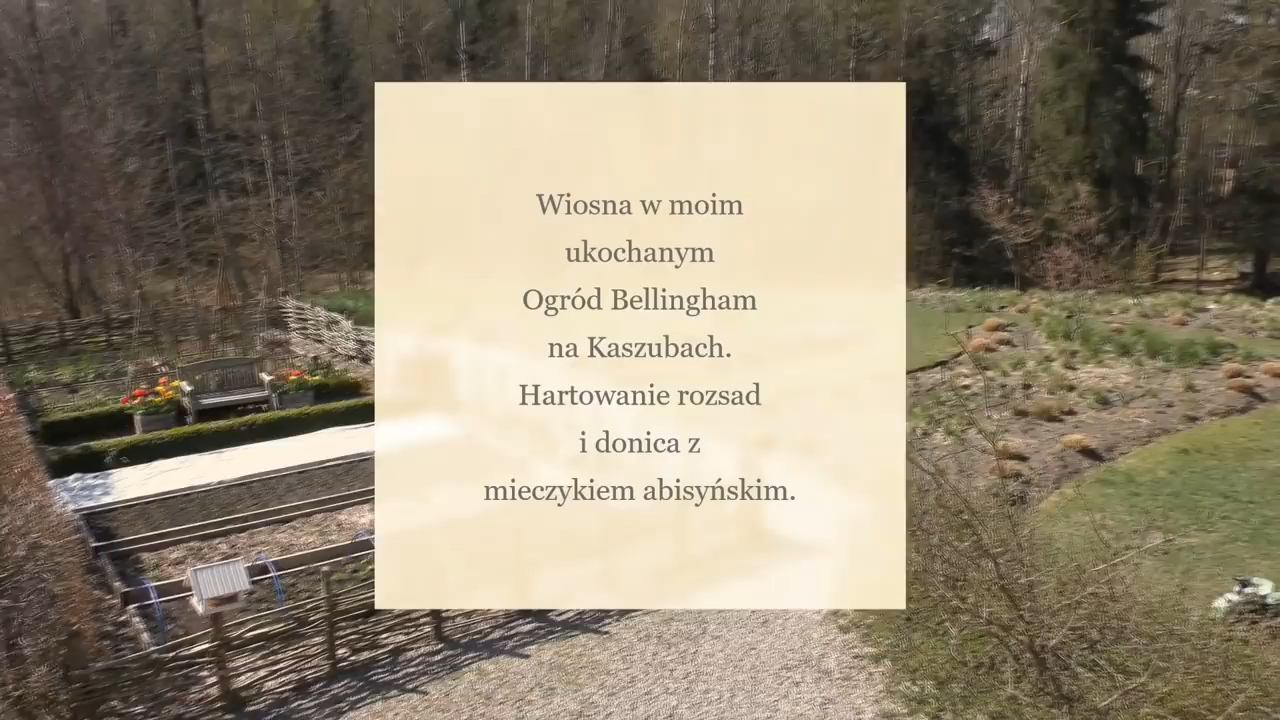 Wiosna w moim
ukochanym
Ogród Bellingham
na Kaszubach.
Hartowanie rozsad
i donica z
mieczykiem abisyńskim.